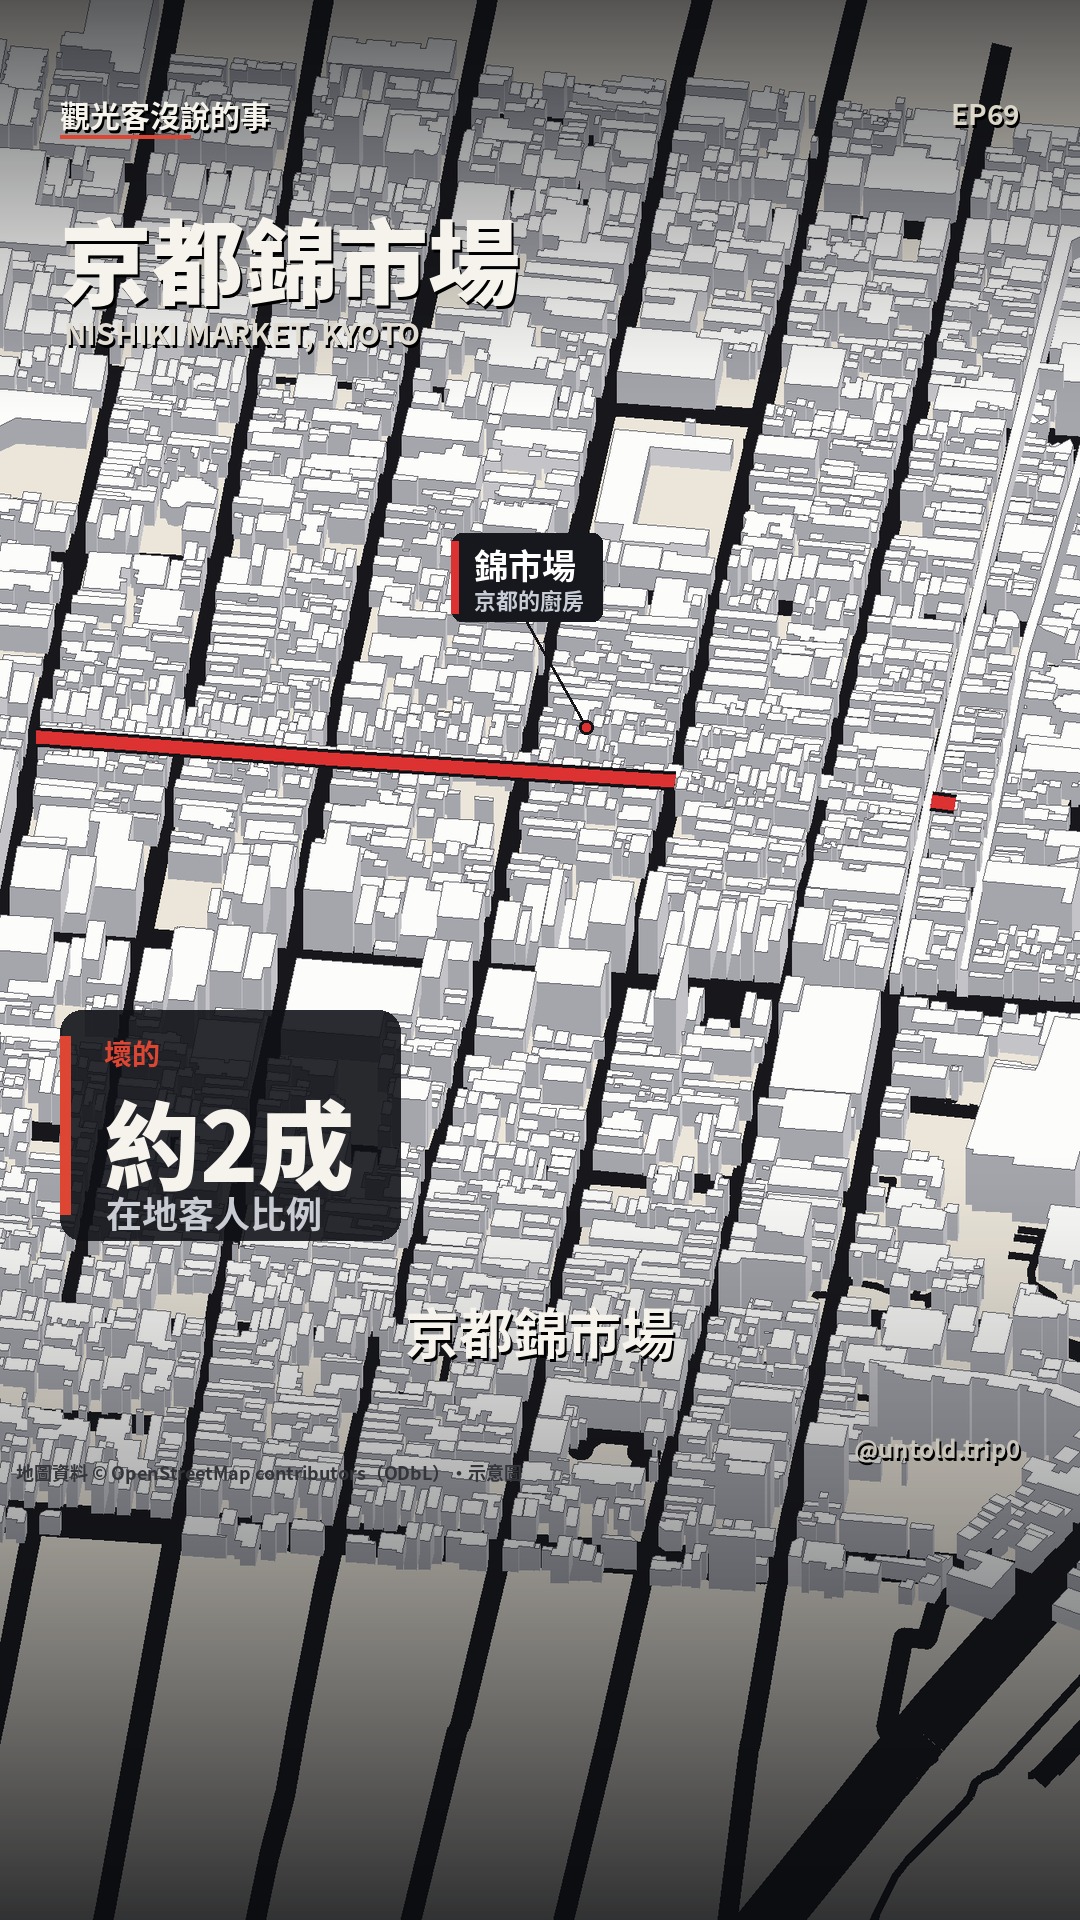 觀光客沒說的事
EP69
京都錦市場
NISHIKI MARKET, KYOTO
錦市場
京都的廚房
壞的
約2成
在地客人比例
京都錦市場
@untold.trip0
地圖資料 © OpenStreetMap contributors（ODbL）・示意圖